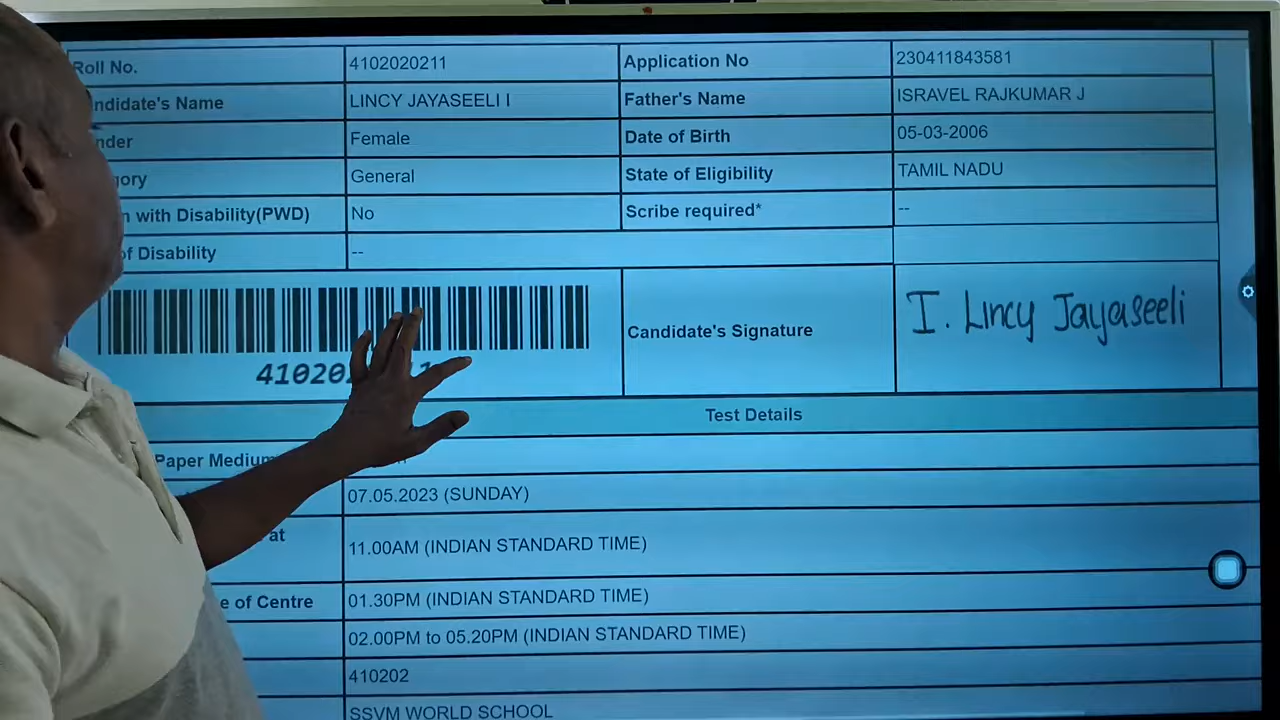 Roll No. 4102020211 Application No 230411843581
ndidate's Name LINCY JAYASEELI I Father's Name ISRAVEL RAJKUMAR J
nder Female Date of Birth 05-03-2006
gory General State of Eligibility TAMIL NADU
n with Disability(PWD) No Scribe required* --
of Disability --
Candidate's Signature I. Lincy Jayaseeli
41020
Test Details
Paper Medium
07.05.2023 (SUNDAY)
at
11.00AM (INDIAN STANDARD TIME)
e of Centre 01.30PM (INDIAN STANDARD TIME)
02.00PM to 05.20PM (INDIAN STANDARD TIME)
410202
SSVM WORLD SCHOOL